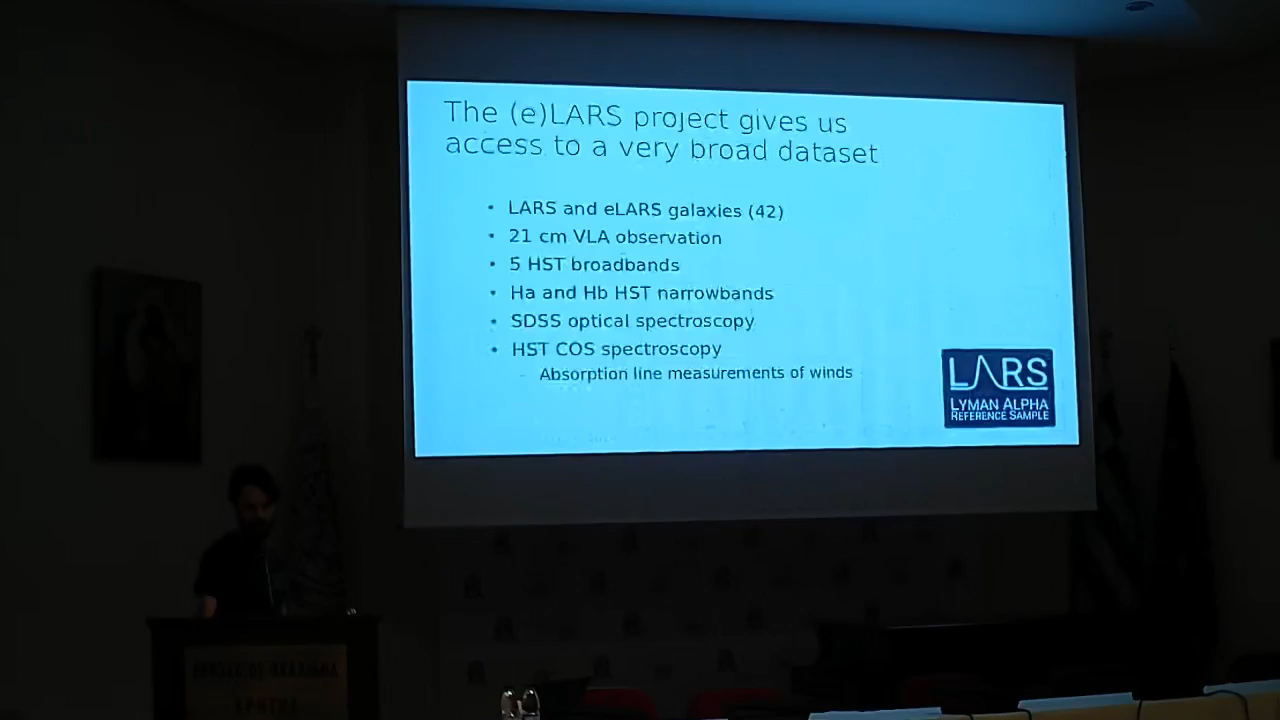 The (e)LARS project gives us
access to a very broad dataset
• LARS and eLARS galaxies (42)
• 21 cm VLA observation
• 5 HST broadbands
• Ha and Hb HST narrowbands
• SDSS optical spectroscopy
• HST COS spectroscopy
– Absorption line measurements of winds
LARS
LYMAN ALPHA
REFERENCE SAMPLE